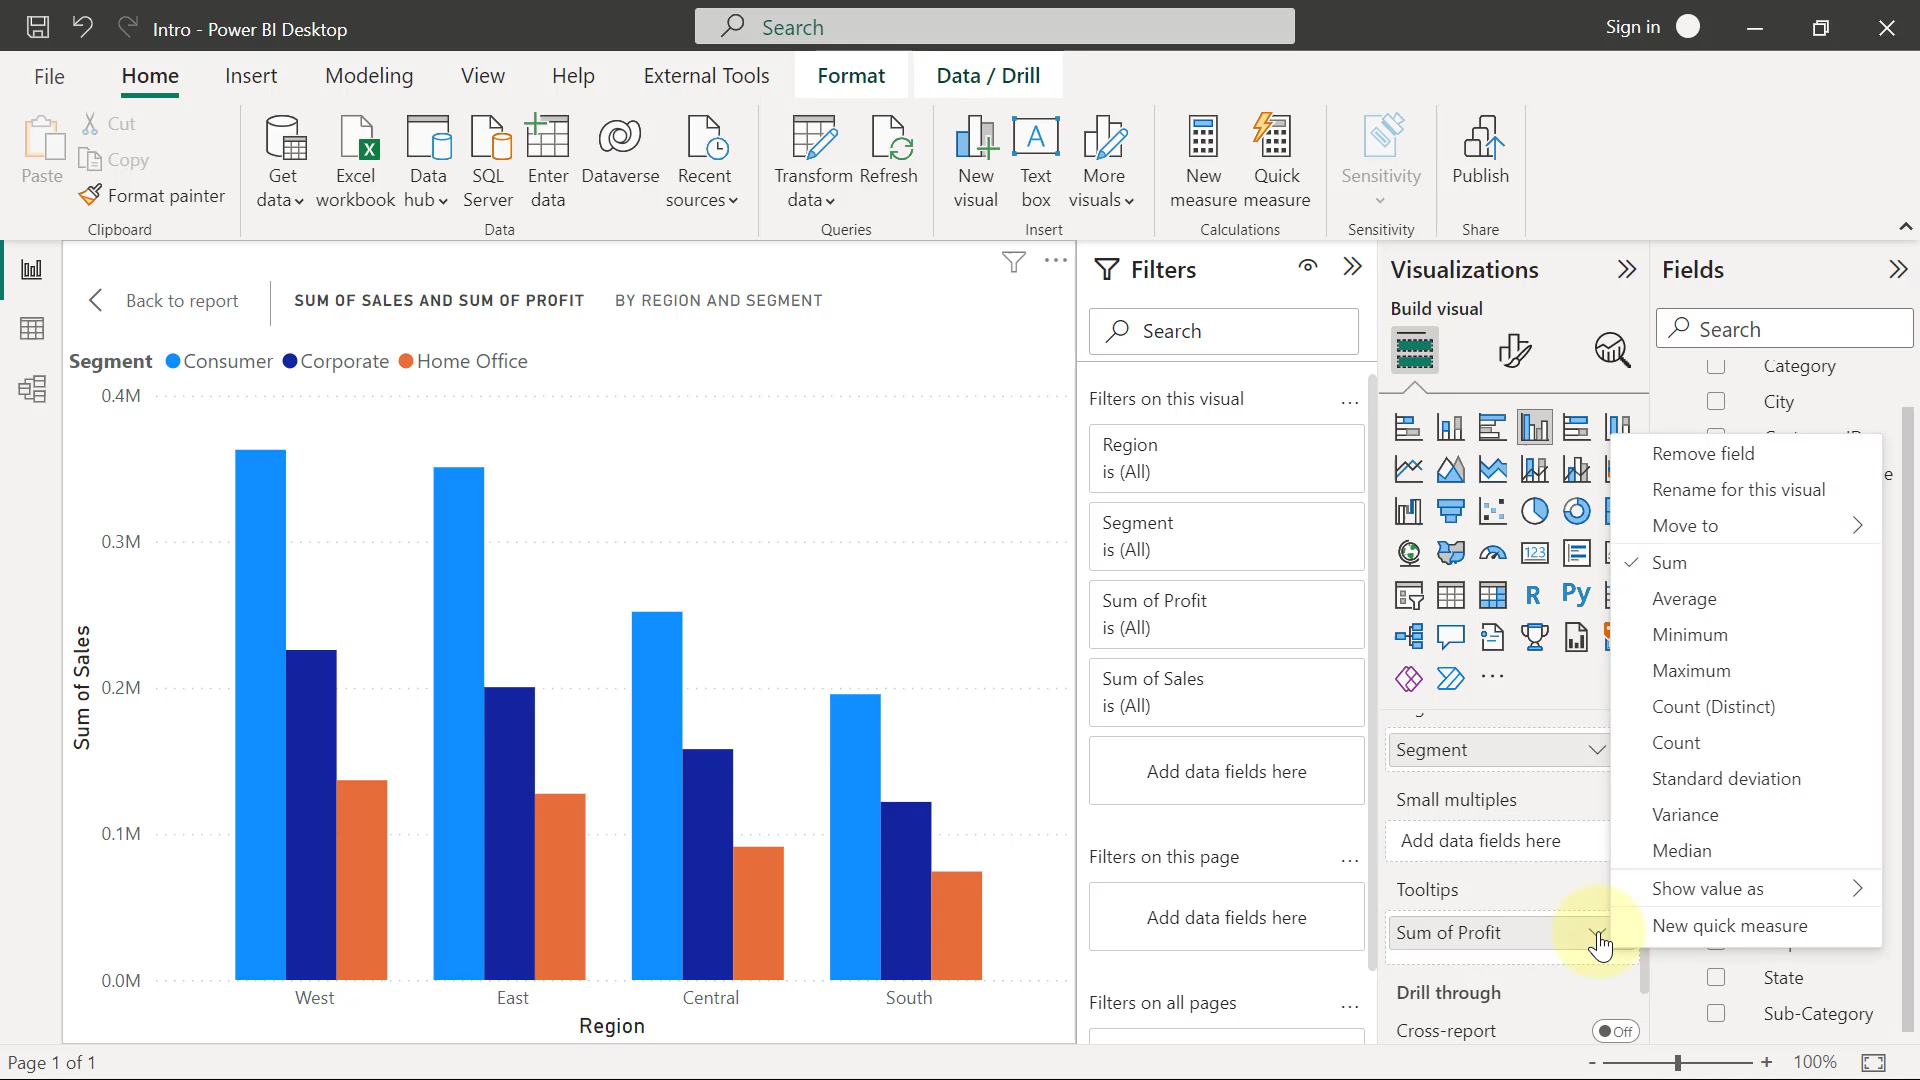 Intro - Power BI Desktop
Search
Sign in
File
Home
Insert
Modeling
View
Help
External Tools
Format
Data / Drill
Paste
Cut
Copy
Format painter
Clipboard
Get
data
Excel
workbook
Data
hub
SQL
Server
Enter
data
Dataverse
Recent
sources
Data
Transform
data
Refresh
Queries
New
visual
A
Text
box
More
visuals
Insert
New
measure
Quick
measure
Calculations
Sensitivity
Sensitivity
Publish
Share
Back to report
SUM OF SALES AND SUM OF PROFIT
BY REGION AND SEGMENT
Segment
Consumer
Corporate
Home Office
0.4M
0.3M
0.2M
0.1M
0.0M
Sum of Sales
West
East
Central
South
Region
Filters
Search
Filters on this visual
Region
is (All)
Segment
is (All)
Sum of Profit
is (All)
Sum of Sales
is (All)
Add data fields here
Filters on this page
Add data fields here
Filters on all pages
Visualizations
Build visual
123
R
Py
Segment
Small multiples
Add data fields here
Tooltips
Sum of Profit
Drill through
Cross-report
Off
Remove field
Rename for this visual
Move to
Sum
Average
Minimum
Maximum
Count (Distinct)
Count
Standard deviation
Variance
Median
Show value as
New quick measure
Fields
Search
Category
City
e
State
Sub-Category
Page 1 of 1
- + 100%